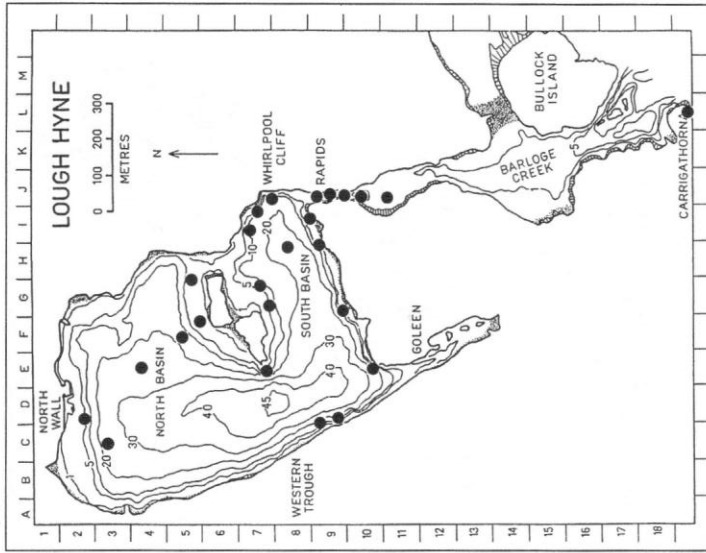 LOUGH HYNE
0 100 200 300
METRES
N
A B C D E F G H I J K L M
1
2
3
4
5
6
7
8
9
10
11
12
13
14
15
16
17
18
NORTH
WALL
NORTH BASIN
WESTERN
TROUGH
SOUTH BASIN
WHIRLPOOL
CLIFF
RAPIDS
GOLEEN
BARLOGE
CREEK
BULLOCK
ISLAND
CARRIGATHORNA
1
5
20
30
40
45
5
10
5
20
30
40
5